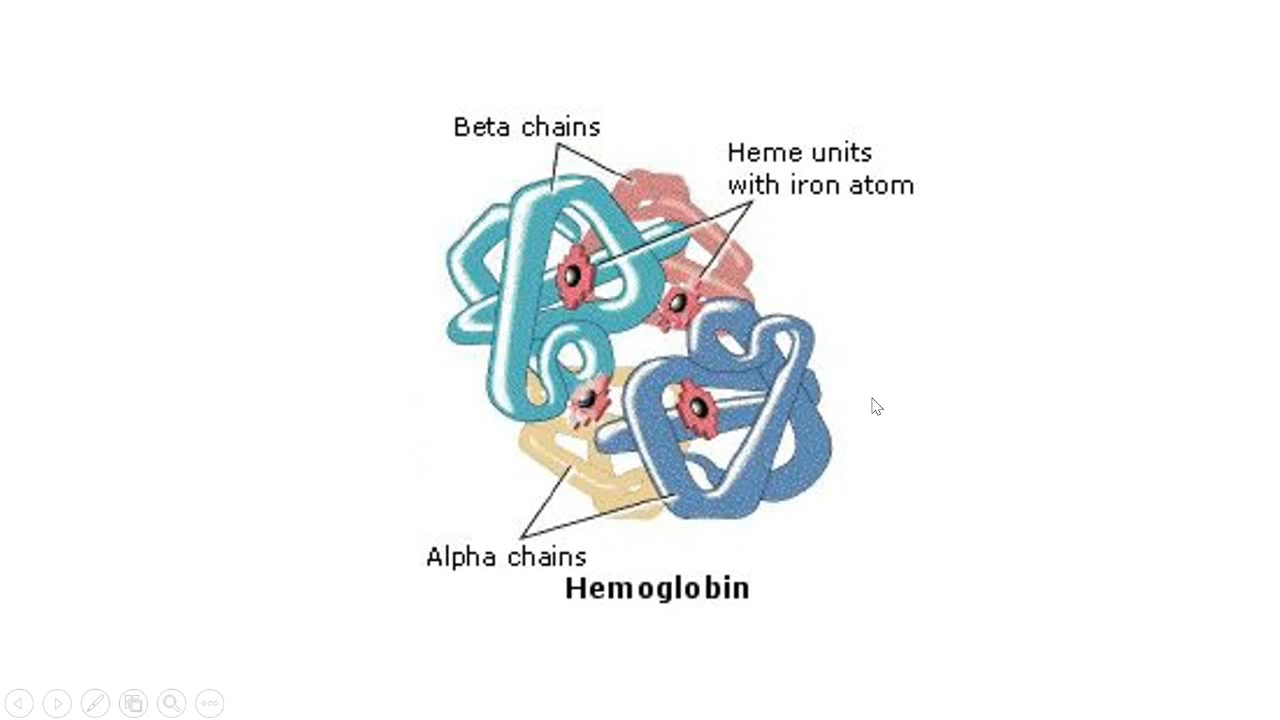 Beta chains
Heme units
with iron atom
Alpha chains
Hemoglobin